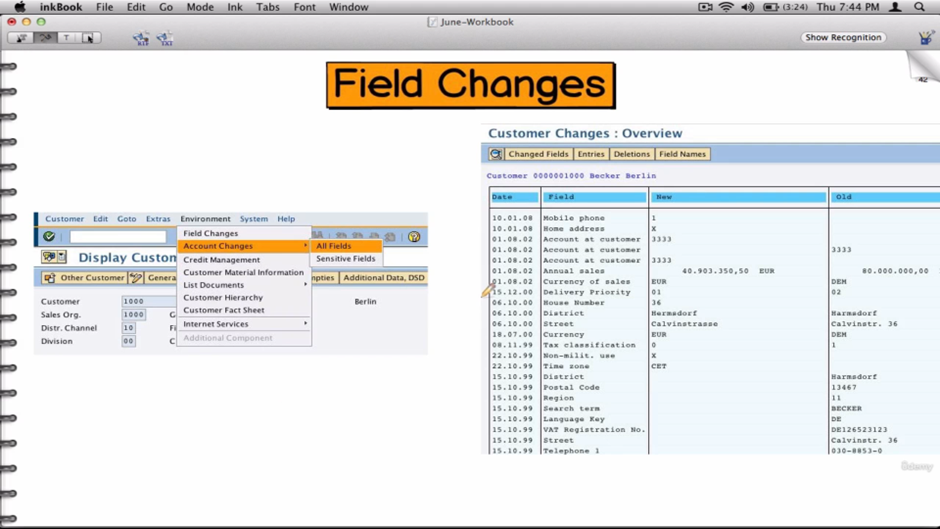 inkBook File Edit Go Mode Ink Tabs Font Window (3:24) Thu 7:44 PM
June-Workbook
T Show Recognition
42
Field Changes
Customer Edit Goto Extras Environment System Help
Field Changes
Account Changes All Fields
Credit Management Sensitive Fields
Customer Material Information
List Documents
Customer Hierarchy
Customer Fact Sheet
Internet Services
Additional Component
Display Custom
Other Customer Genera mpties Additional Data, DSD
Customer 1000 Berlin
Sales Org. 1000 G
Distr. Channel 10 Fi
Division 00 C
Customer Changes : Overview
Changed Fields Entries Deletions Field Names
Customer 0000001000 Becker Berlin
Date Field New Old
10.01.08 Mobile phone 1
10.01.08 Home address X
01.08.02 Account at customer 3333
01.08.02 Account at customer 3333
01.08.02 Account at customer 3333
01.08.02 Annual sales 40.903.350,50 EUR 80.000.000,00
01.08.02 Currency of sales EUR DEM
15.12.00 Delivery Priority 01 02
06.10.00 House Number 36
06.10.00 District Hermsdorf Harmsdorf
06.10.00 Street Calvinstrasse Calvinstr. 36
18.07.00 Currency EUR DEM
08.11.99 Tax classification 0 1
22.10.99 Non-milit. use X
22.10.99 Time zone CET
15.10.99 District Harmsdorf
15.10.99 Postal Code 13467
15.10.99 Region 11
15.10.99 Search term BECKER
15.10.99 Language Key DE
15.10.99 VAT Registration No. DE126523123
15.10.99 Street Calvinstr. 36
15.10.99 Telephone 1 030-8853-0
Udemy